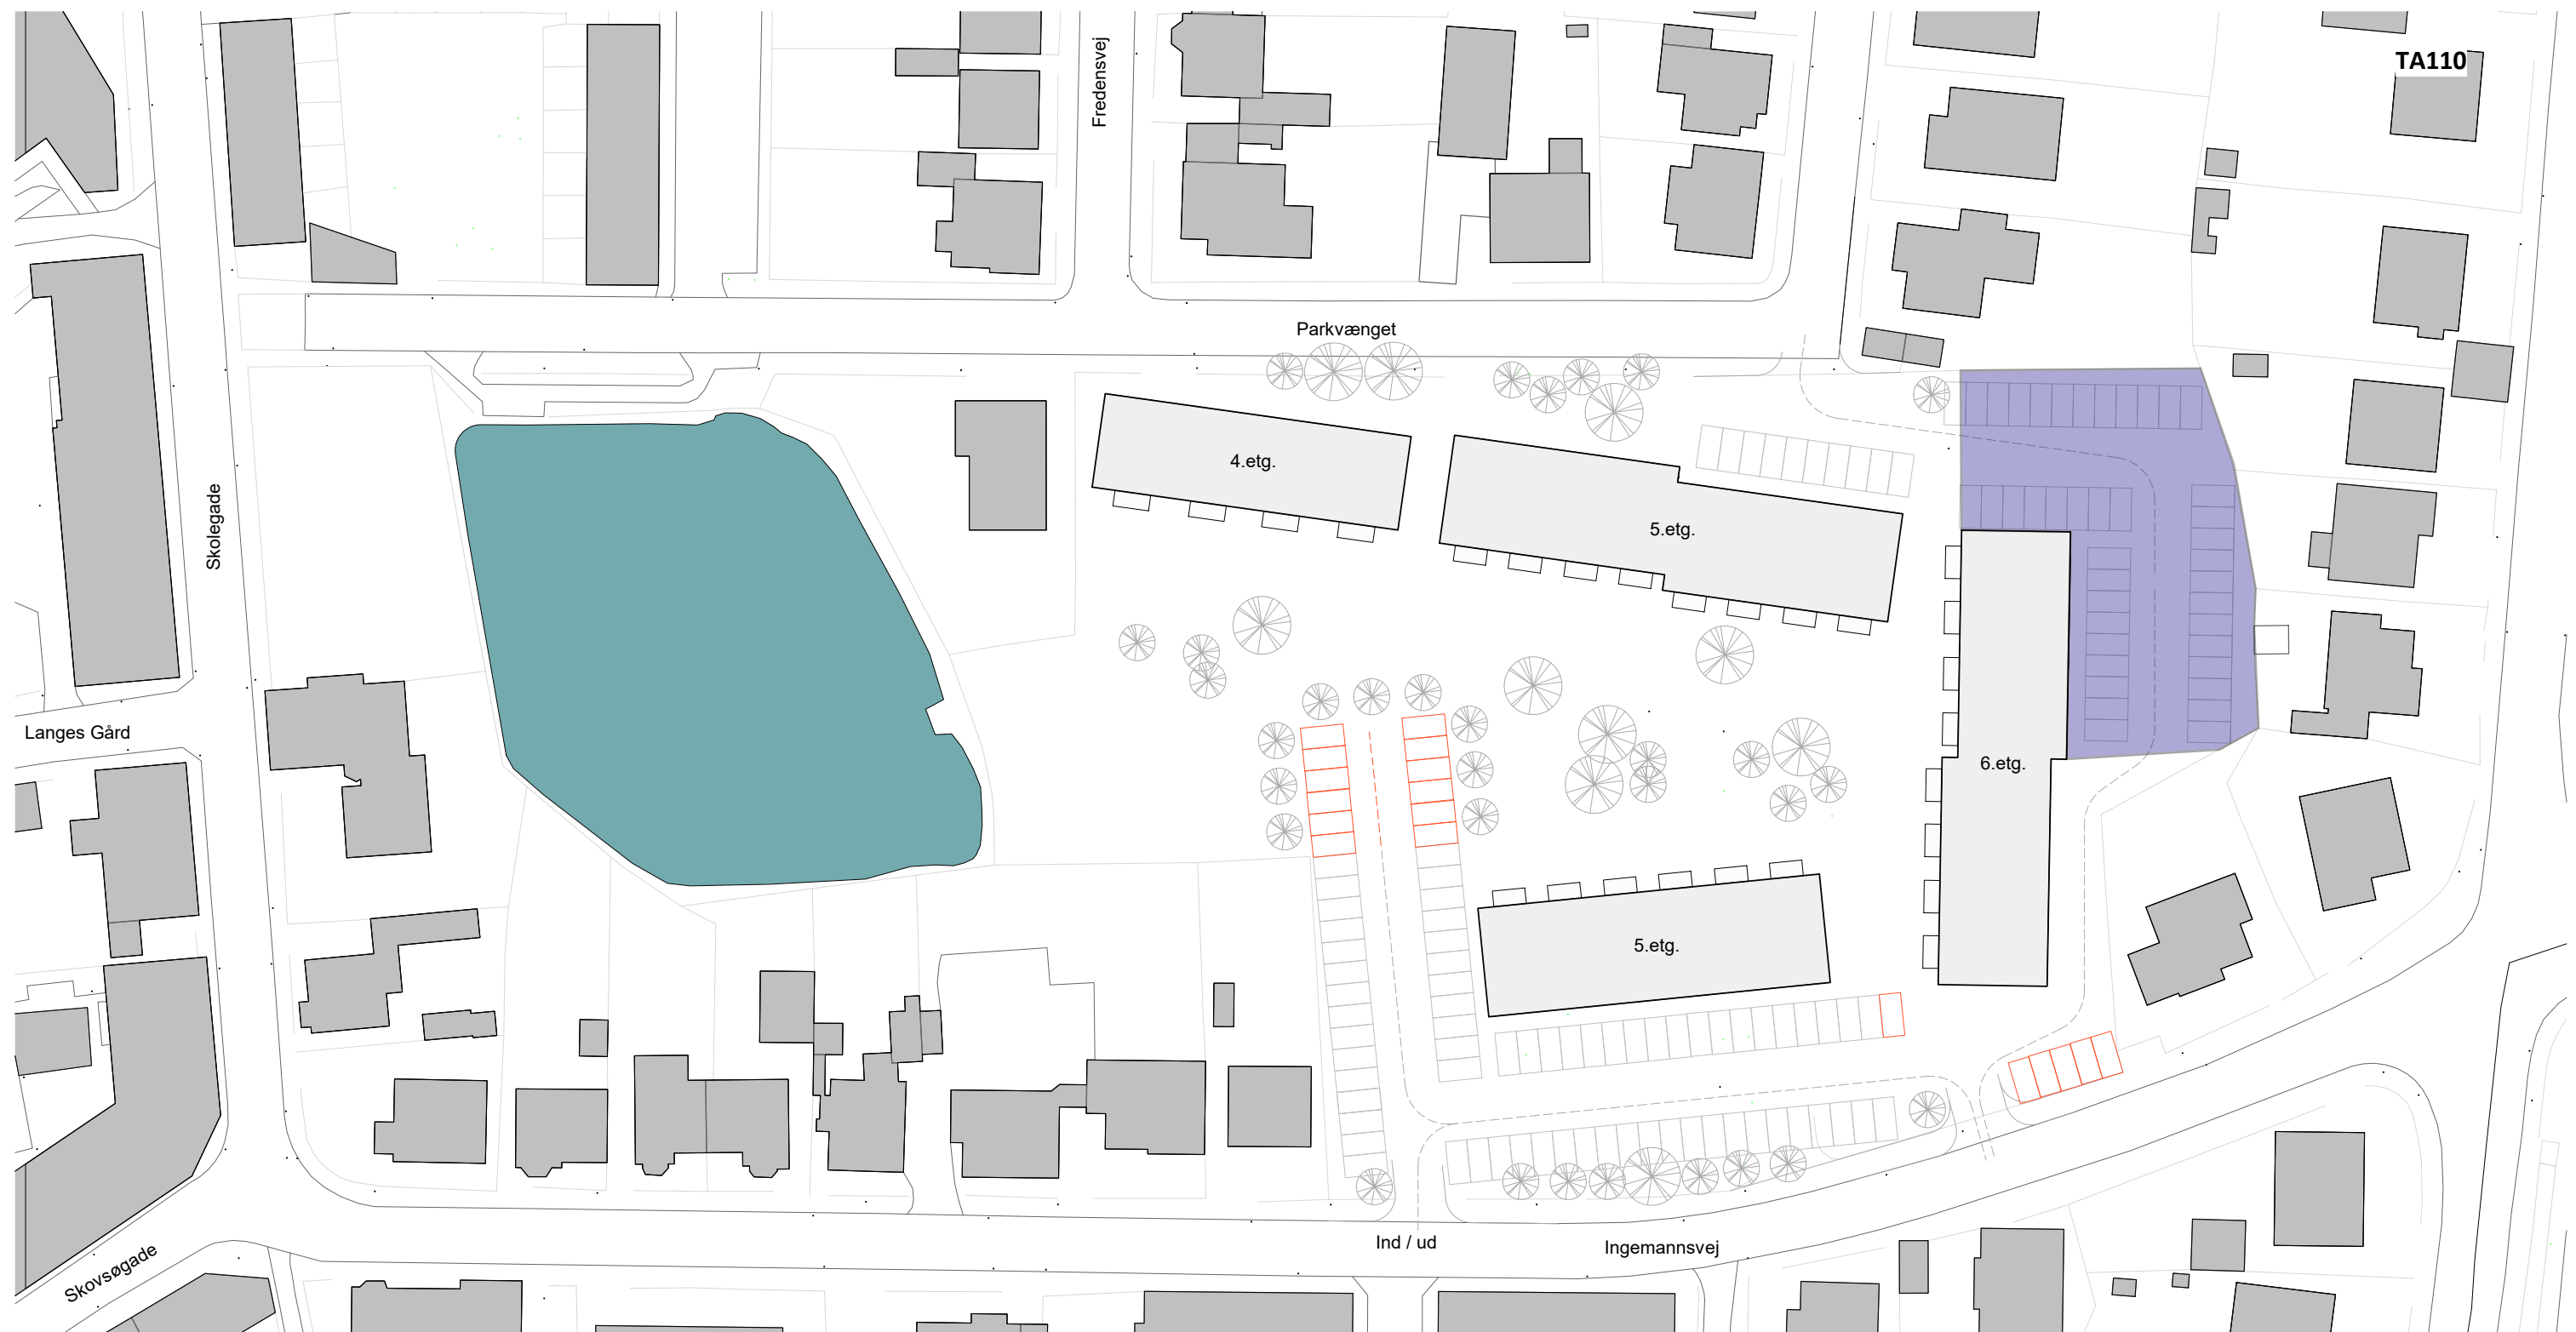 TA110
Fredensvej
Parkvænget
4.etg.
5.etg.
Skolegade
Langes Gård
6.etg.
5.etg.
Ind / ud
Ingemannsvej
Skovsøgade